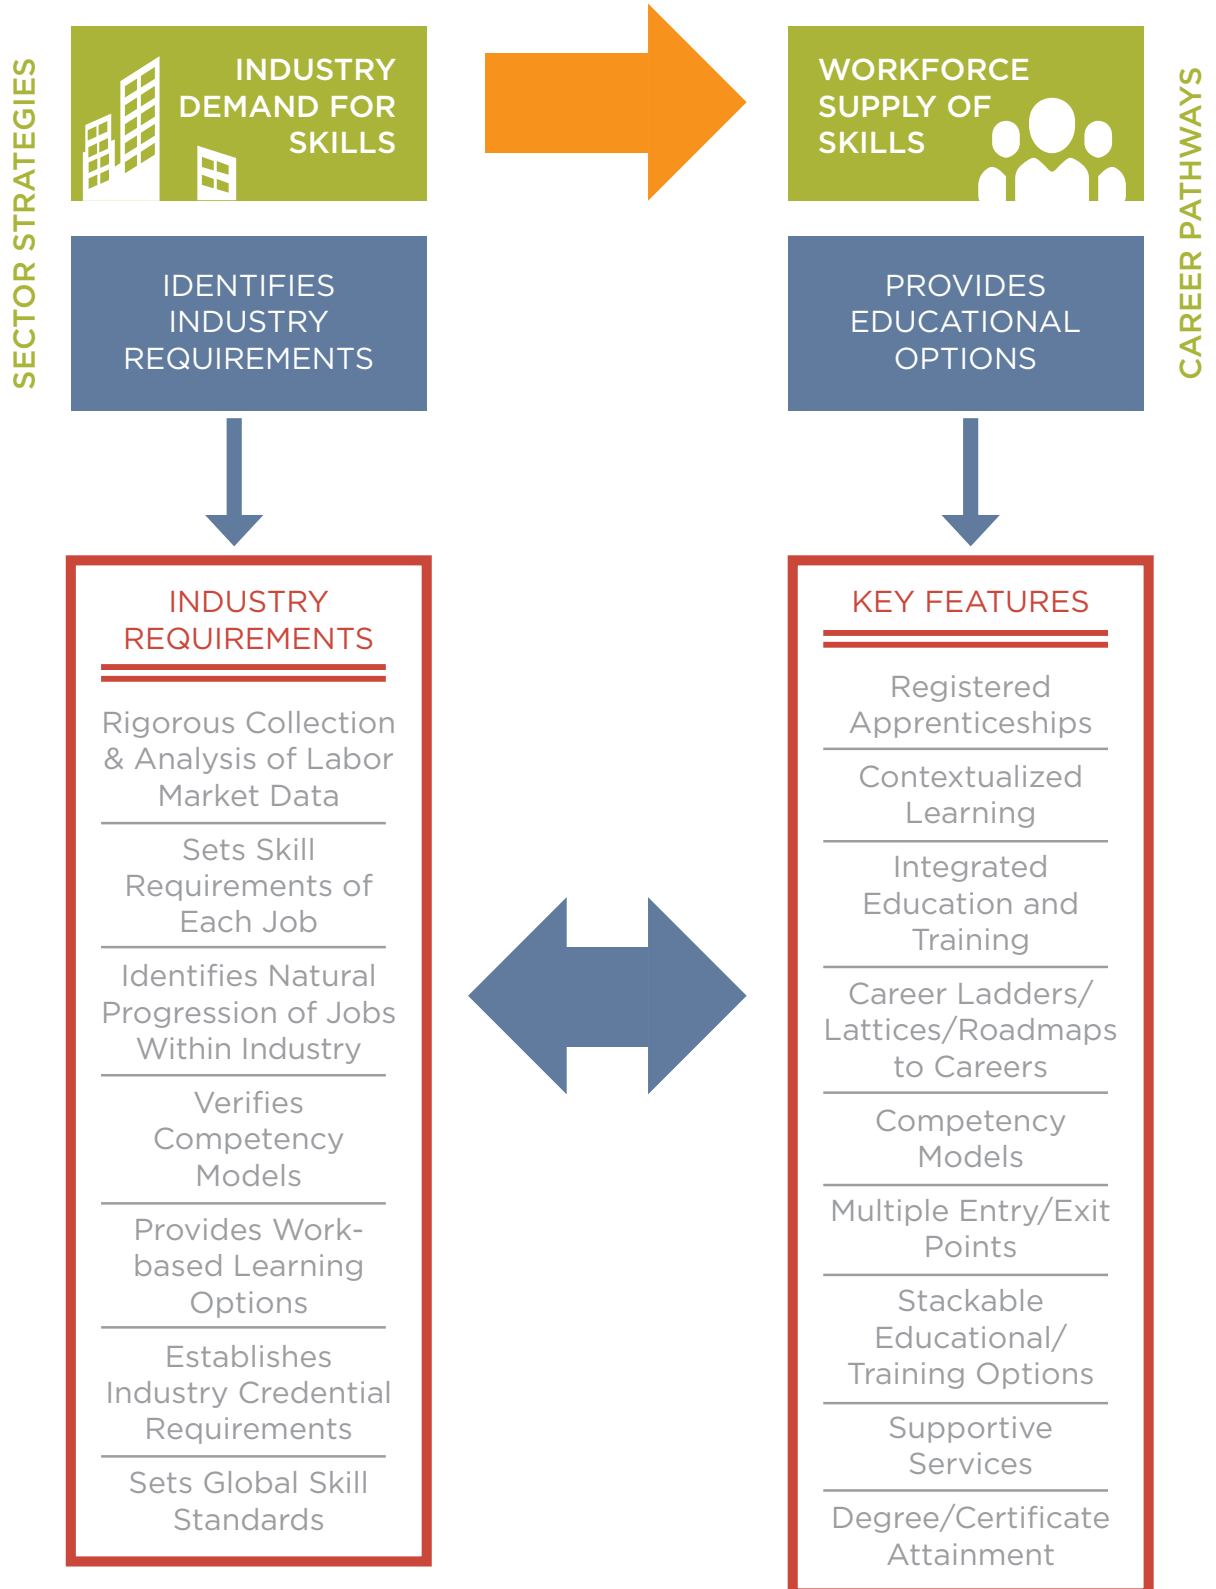 SECTOR STRATEGIES
INDUSTRY
DEMAND FOR
SKILLS
IDENTIFIES
INDUSTRY
REQUIREMENTS
INDUSTRY
REQUIREMENTS
Rigorous Collection
& Analysis of Labor
Market Data
Sets Skill
Requirements of
Each Job
Identifies Natural
Progression of Jobs
Within Industry
Verifies
Competency
Models
Provides Work-
based Learning
Options
Establishes
Industry Credential
Requirements
Sets Global Skill
Standards
WORKFORCE
SUPPLY OF
SKILLS
CAREER PATHWAYS
PROVIDES
EDUCATIONAL
OPTIONS
KEY FEATURES
Registered
Apprenticeships
Contextualized
Learning
Integrated
Education and
Training
Career Ladders/
Lattices/Roadmaps
to Careers
Competency
Models
Multiple Entry/Exit
Points
Stackable
Educational/
Training Options
Supportive
Services
Degree/Certificate
Attainment